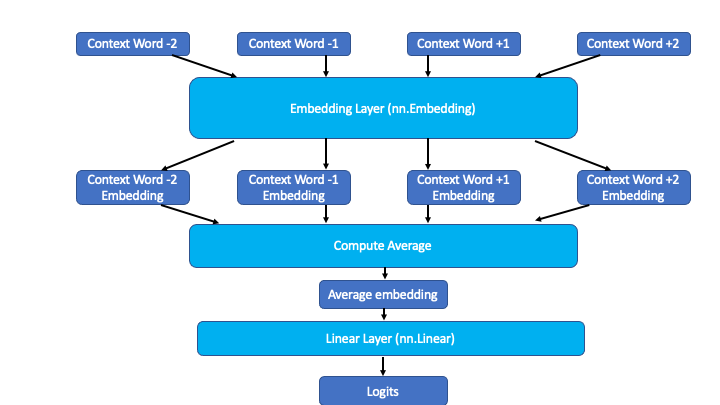 Context Word -2
Context Word -1
Context Word +1
Context Word +2
Embedding Layer (nn.Embedding)
Context Word -2
Embedding
Context Word -1
Embedding
Context Word +1
Embedding
Context Word +2
Embedding
Compute Average
Average embedding
Linear Layer (nn.Linear)
Logits